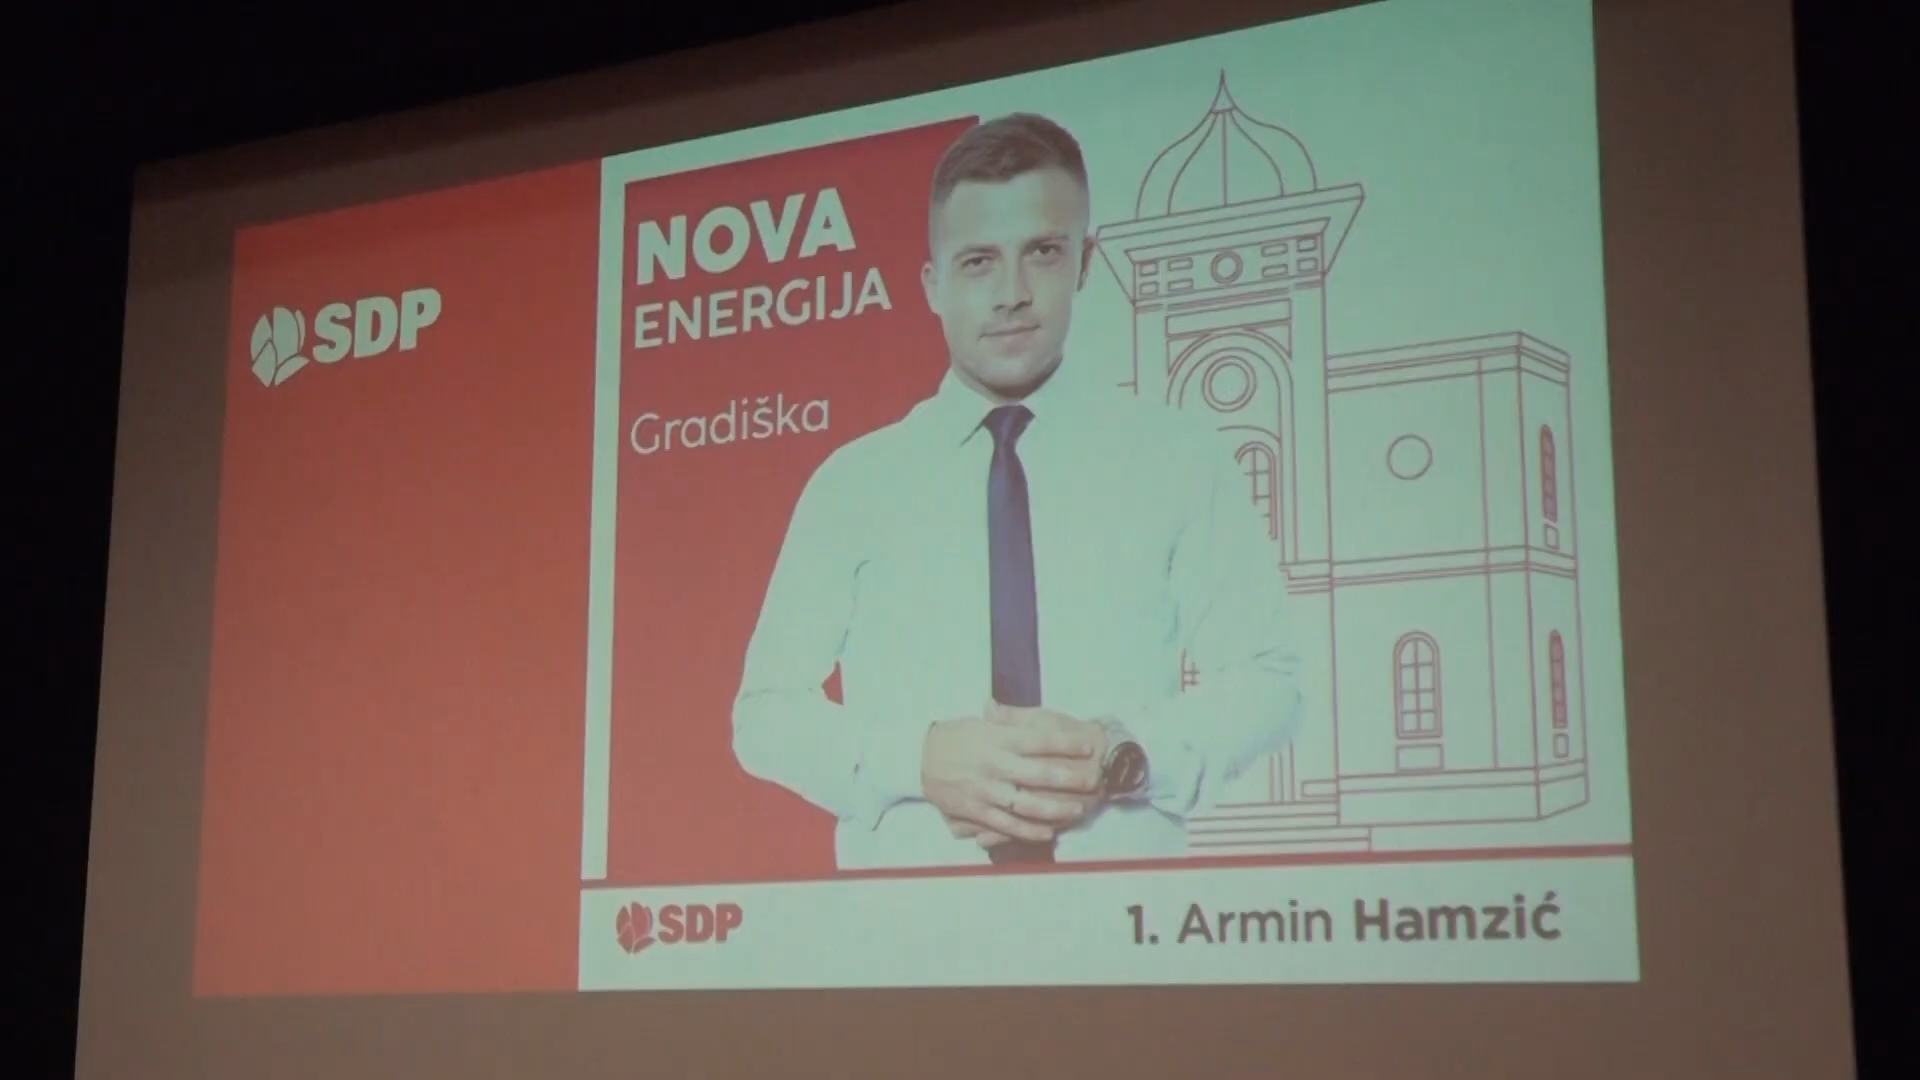 SDP
NOVA
ENERGIJA
Gradiška
SDP
1. Armin Hamzić